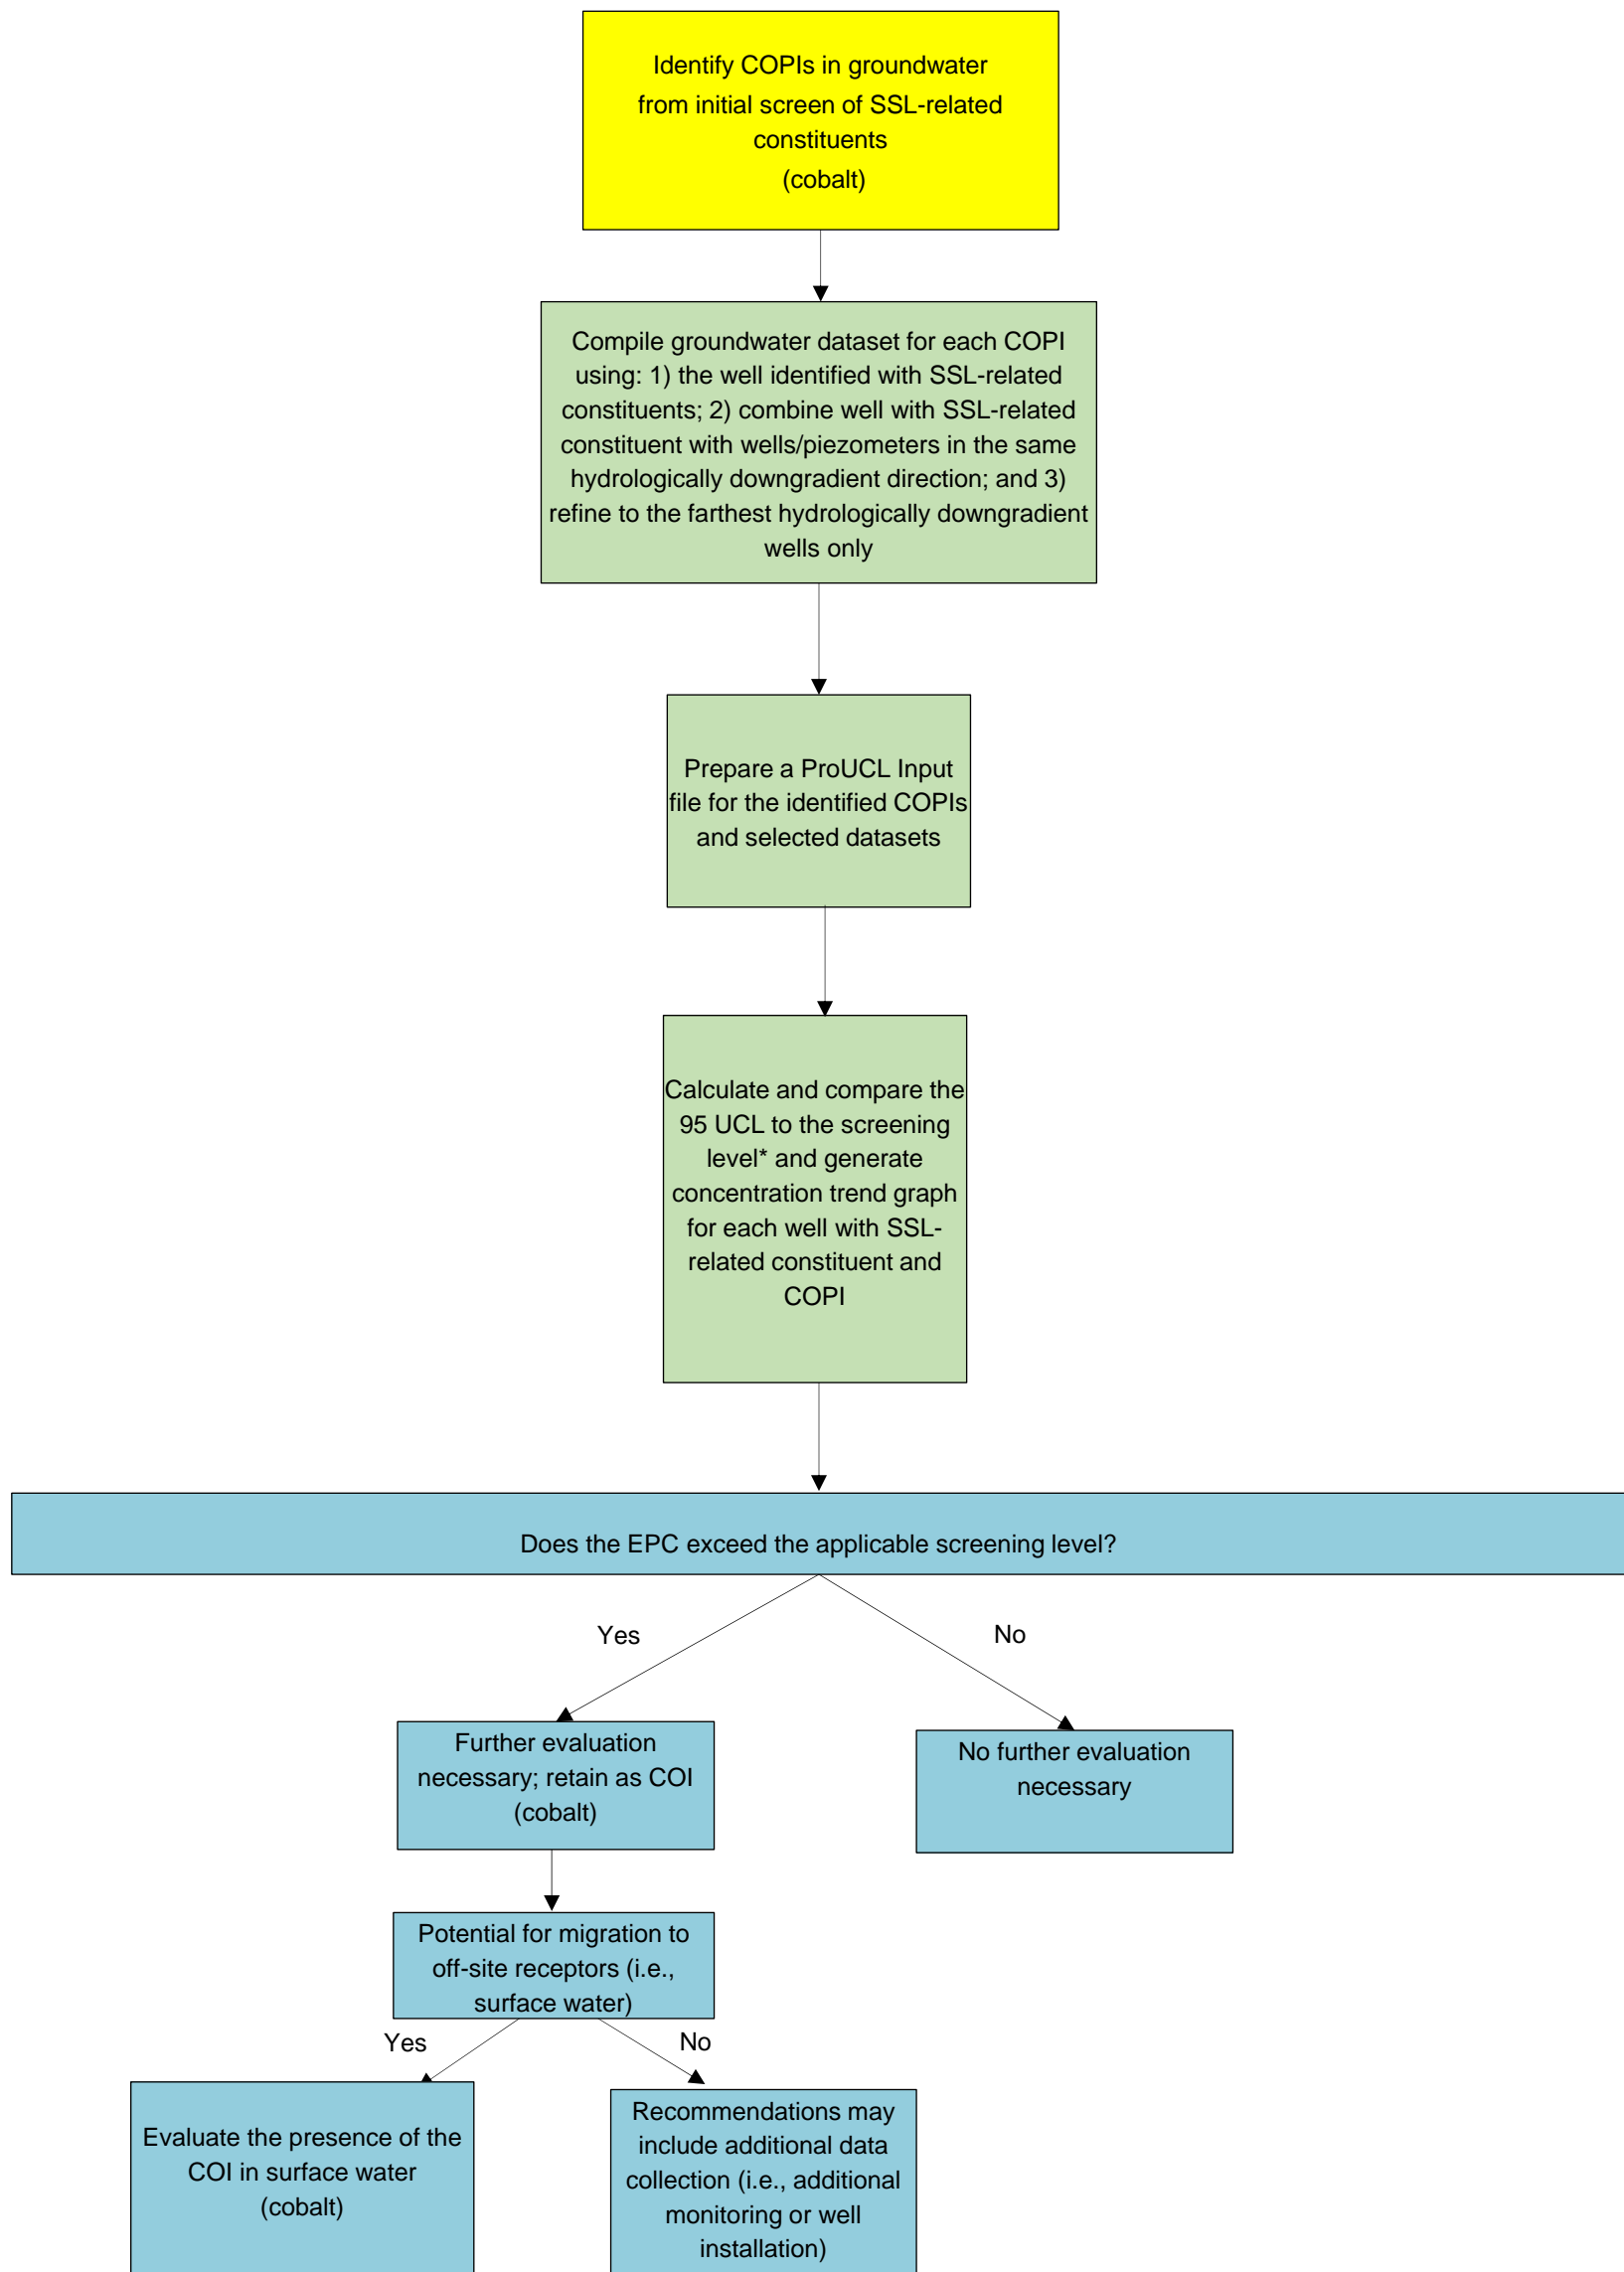 Identify COPIs in groundwater
from initial screen of SSL-related
constituents
(cobalt)
Compile groundwater dataset for each COPI
using: 1) the well identified with SSL-related
constituents; 2) combine well with SSL-related
constituent with wells/piezometers in the same
hydrologically downgradient direction; and 3)
refine to the farthest hydrologically downgradient
wells only
Prepare a ProUCL Input
file for the identified COPIs
and selected datasets
Calculate and compare the
95 UCL to the screening
level* and generate
concentration trend graph
for each well with SSL-
related constituent and
COPI
Does the EPC exceed the applicable screening level?
Yes
No
Further evaluation
necessary; retain as COI
(cobalt)
No further evaluation
necessary
Potential for migration to
off-site receptors (i.e.,
surface water)
Yes
No
Evaluate the presence of the
COI in surface water
(cobalt)
Recommendations may
include additional data
collection (i.e., additional
monitoring or well
installation)